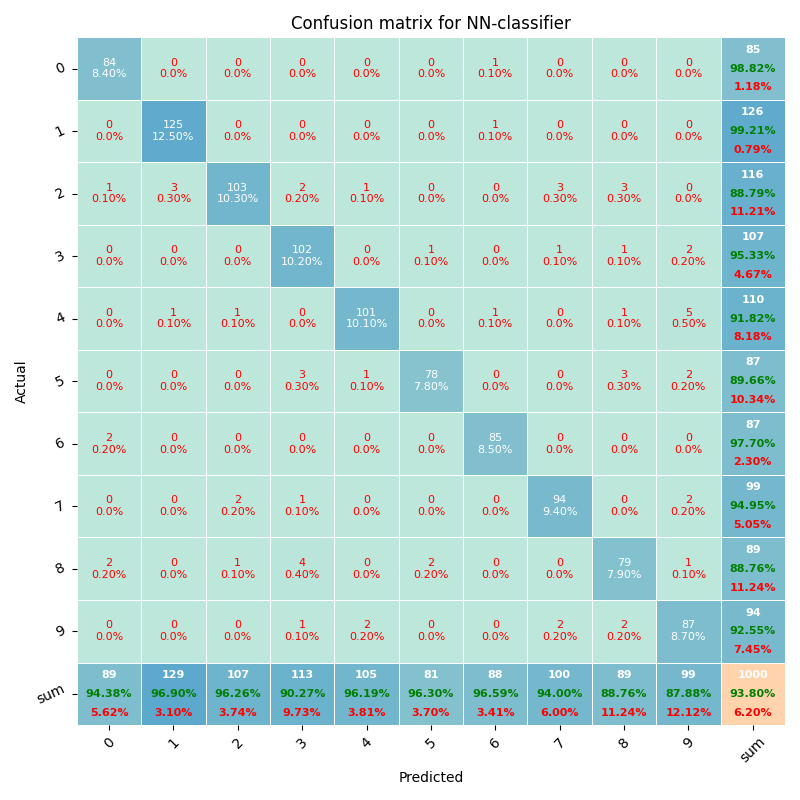 Confusion matrix for NN-classifier
0 84 0 0 0 0 0 1 0 0 0 85
8.40% 0.0% 0.0% 0.0% 0.0% 0.0% 0.10% 0.0% 0.0% 0.0% 98.82%
1.18%
1 0 125 0 0 0 0 1 0 0 0 126
0.0% 12.50% 0.0% 0.0% 0.0% 0.0% 0.10% 0.0% 0.0% 0.0% 99.21%
0.79%
2 1 3 103 2 1 0 0 3 3 0 116
0.10% 0.30% 10.30% 0.20% 0.10% 0.0% 0.0% 0.30% 0.30% 0.0% 88.79%
11.21%
3 0 0 0 102 0 1 0 1 1 2 107
0.0% 0.0% 0.0% 10.20% 0.0% 0.10% 0.0% 0.10% 0.10% 0.20% 95.33%
4.67%
4 0 1 1 0 101 0 1 0 1 5 110
0.0% 0.10% 0.10% 0.0% 10.10% 0.0% 0.10% 0.0% 0.10% 0.50% 91.82%
8.18%
5 0 0 0 3 1 78 0 0 3 2 87
0.0% 0.0% 0.0% 0.30% 0.10% 7.80% 0.0% 0.0% 0.30% 0.20% 89.66%
10.34%
6 2 0 0 0 0 0 85 0 0 0 87
0.20% 0.0% 0.0% 0.0% 0.0% 0.0% 8.50% 0.0% 0.0% 0.0% 97.70%
2.30%
7 0 0 2 1 0 0 0 94 0 2 99
0.0% 0.0% 0.20% 0.10% 0.0% 0.0% 0.0% 9.40% 0.0% 0.20% 94.95%
5.05%
8 2 0 1 4 0 2 0 0 79 1 89
0.20% 0.0% 0.10% 0.40% 0.0% 0.20% 0.0% 0.0% 7.90% 0.10% 88.76%
11.24%
9 0 0 0 1 2 0 0 2 2 87 94
0.0% 0.0% 0.0% 0.10% 0.20% 0.0% 0.0% 0.20% 0.20% 8.70% 92.55%
7.45%
sum 89 129 107 113 105 81 88 100 89 99 1000
94.38% 96.90% 96.26% 90.27% 96.19% 96.30% 96.59% 94.00% 88.76% 87.88% 93.80%
5.62% 3.10% 3.74% 9.73% 3.81% 3.70% 3.41% 6.00% 11.24% 12.12% 6.20%
0 1 2 3 4 5 6 7 8 9 sum
Predicted
Actual